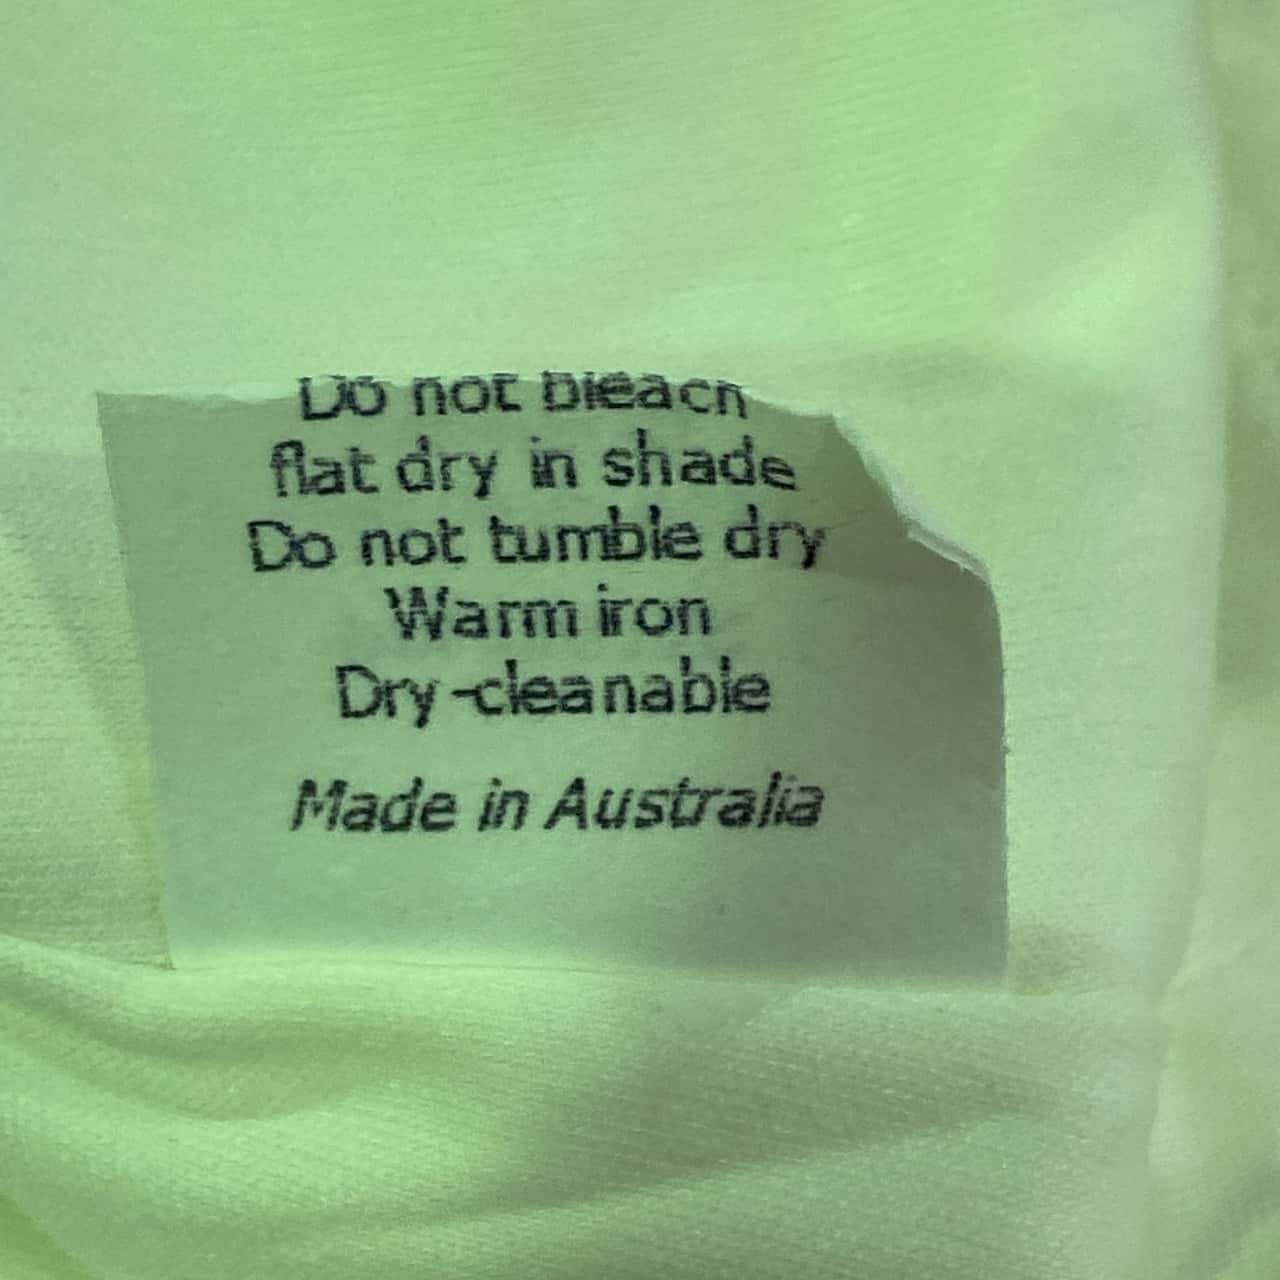 Do not bleach
flat dry in shade
Do not tumble dry
Warm iron
Dry-cleanable
Made in Australia